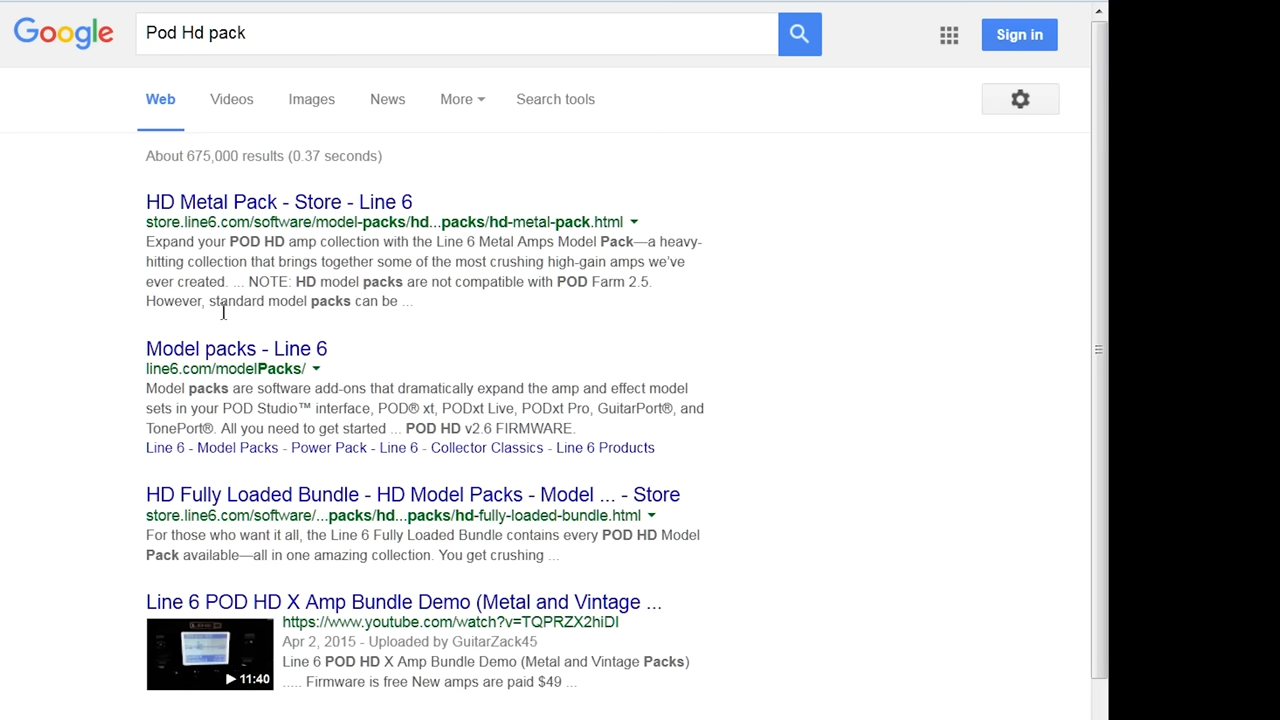 Google
Pod Hd pack
Sign in
Web Videos Images News More Search tools
About 675,000 results (0.37 seconds)
HD Metal Pack - Store - Line 6
store.line6.com/software/model-packs/hd...packs/hd-metal-pack.html
Expand your POD HD amp collection with the Line 6 Metal Amps Model Pack—a heavy-
hitting collection that brings together some of the most crushing high-gain amps we've
ever created. ... NOTE: HD model packs are not compatible with POD Farm 2.5.
However, standard model packs can be ...
Model packs - Line 6
line6.com/modelPacks/
Model packs are software add-ons that dramatically expand the amp and effect model
sets in your POD Studio™ interface, POD® xt, PODxt Live, PODxt Pro, GuitarPort®, and
TonePort®. All you need to get started ... POD HD v2.6 FIRMWARE.
Line 6 - Model Packs - Power Pack - Line 6 - Collector Classics - Line 6 Products
HD Fully Loaded Bundle - HD Model Packs - Model ... - Store
store.line6.com/software/...packs/hd...packs/hd-fully-loaded-bundle.html
For those who want it all, the Line 6 Fully Loaded Bundle contains every POD HD Model
Pack available—all in one amazing collection. You get crushing ...
Line 6 POD HD X Amp Bundle Demo (Metal and Vintage ...
https://www.youtube.com/watch?v=TQPRZX2hiDI
Apr 2, 2015 - Uploaded by GuitarZack45
Line 6 POD HD X Amp Bundle Demo (Metal and Vintage Packs)
11:40
..... Firmware is free New amps are paid $49 ...